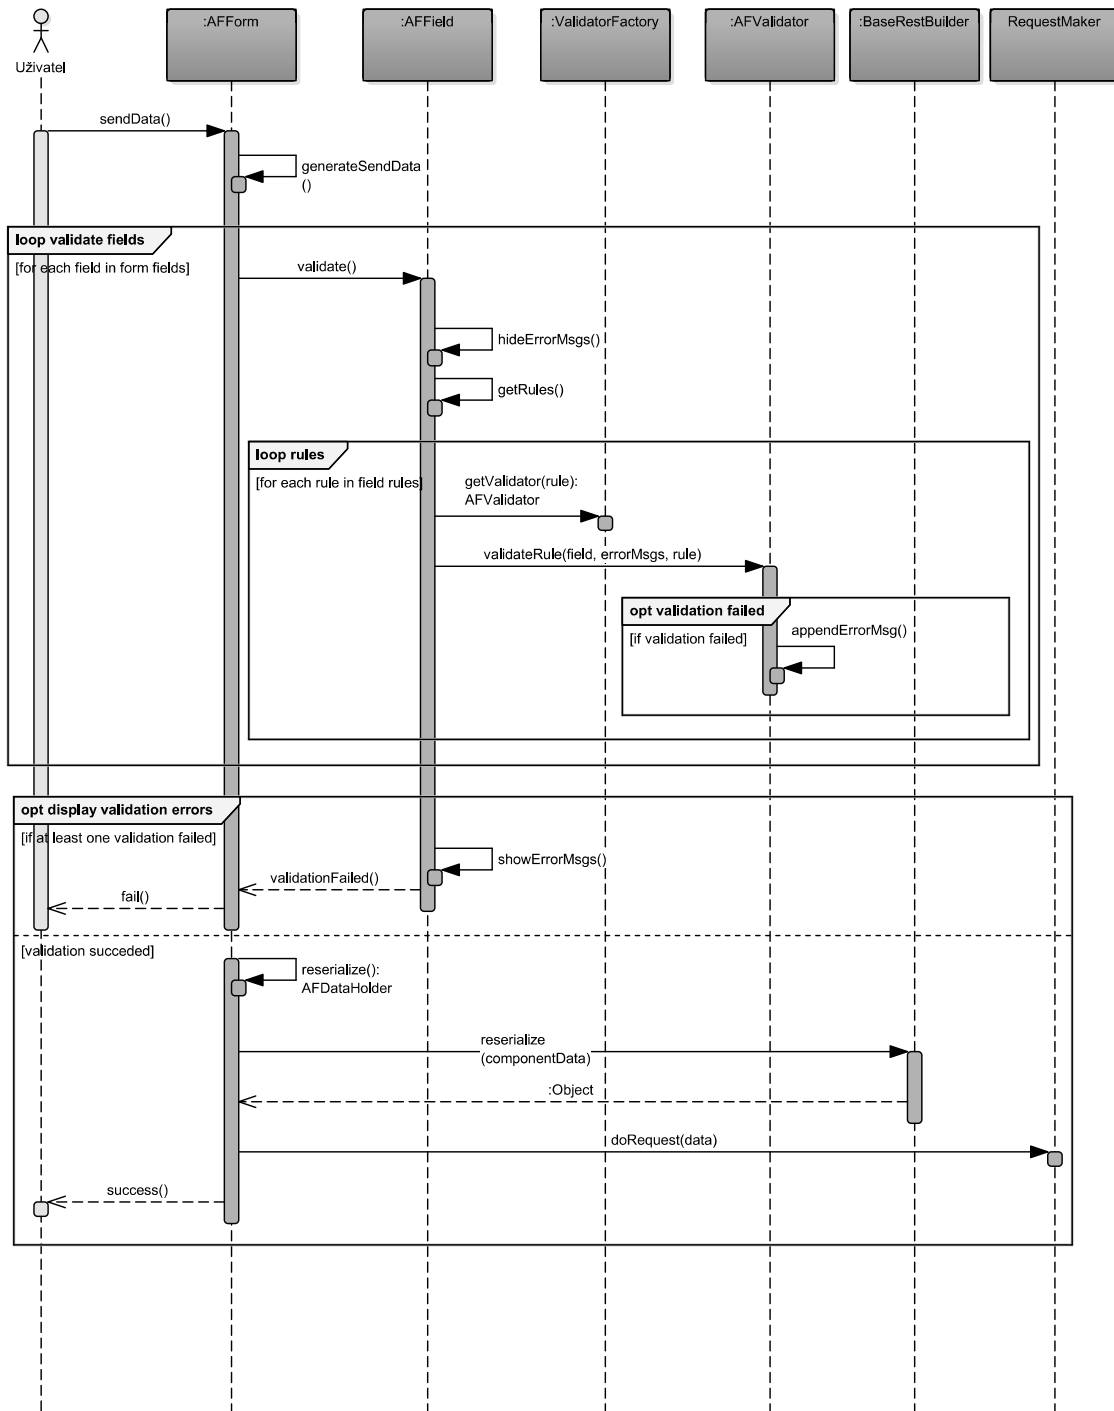 :AFForm
:AFField
:ValidatorFactory
:AFValidator
:BaseRestBuilder
RequestMaker
Uživatel
sendData()
generateSendData
()
loop validate fields
[for each field in form fields]
validate()
hideErrorMsgs()
getRules()
loop rules
[for each rule in field rules]
getValidator(rule):
AFValidator
validateRule(field, errorMsgs, rule)
opt validation failed
[if validation failed]
appendErrorMsg()
opt display validation errors
[if at least one validation failed]
showErrorMsgs()
validationFailed()
fail()
[validation succeded]
reserialize():
AFDataHolder
reserialize
(componentData)
:Object
doRequest(data)
success()